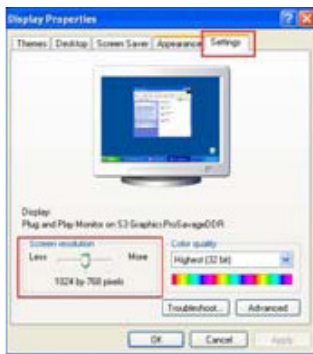 Display Properties
Themes Desktop Screen Saver Appearance Settings
Display:
Plug and Play Monitor on S3 Graphics ProSavageDDR
Screen resolution
Less More
1024 by 768 pixels
Color quality
Highest (32 bit)
Troubleshoot... Advanced
OK Cancel Apply